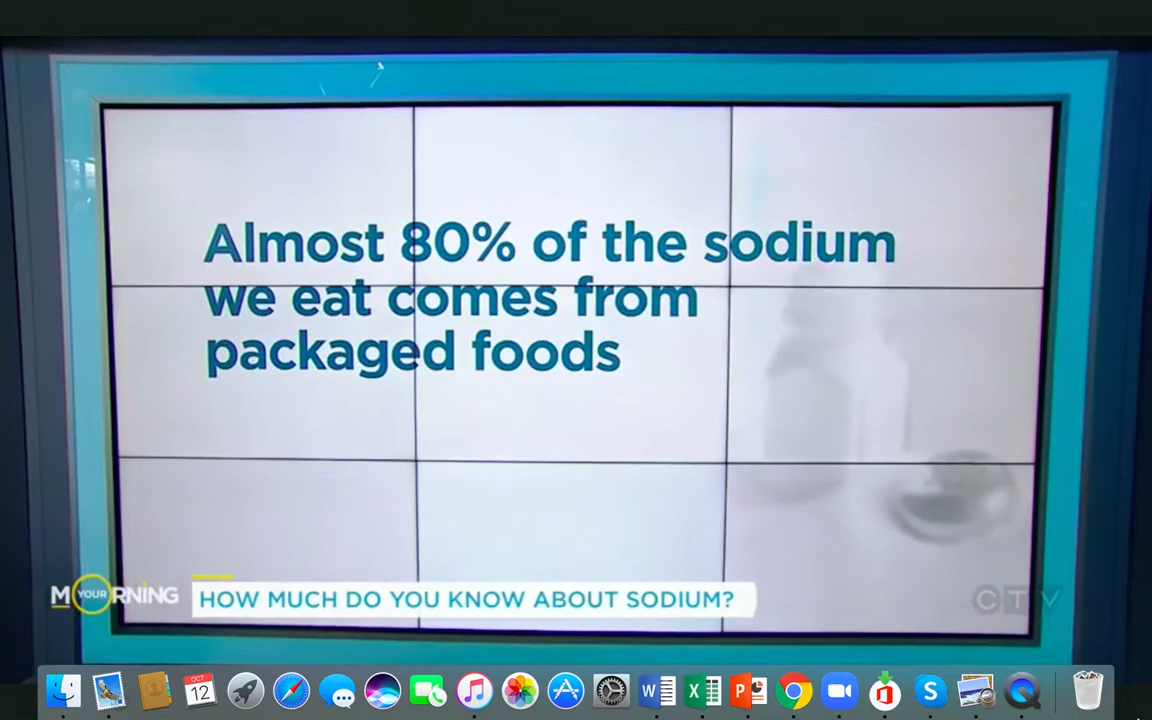 Almost 80% of the sodium
we eat comes from
packaged foods
MYOURRNING
HOW MUCH DO YOU KNOW ABOUT SODIUM?
CTV
OCT
12
W
X
P
S